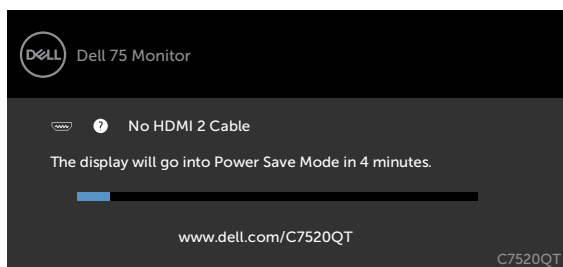 DELL
Dell 75 Monitor
? No HDMI 2 Cable
The display will go into Power Save Mode in 4 minutes.
www.dell.com/C7520QT
C7520QT